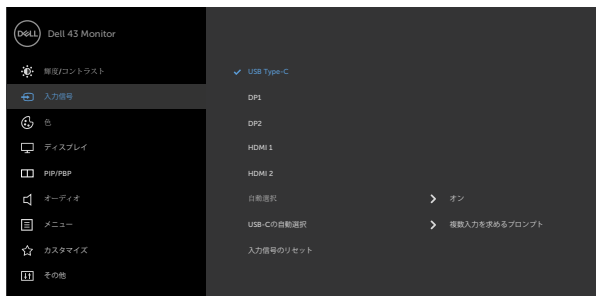 DELL Dell 43 Monitor
輝度/コントラスト
USB Type-C
入力信号
DP1
色
DP2
ディスプレイ
HDMI 1
PIP/PBP
HDMI 2
オーディオ
自動選択 オン
メニュー
USB-Cの自動選択 複数入力を求めるプロンプト
カスタマイズ
入力信号のリセット
その他